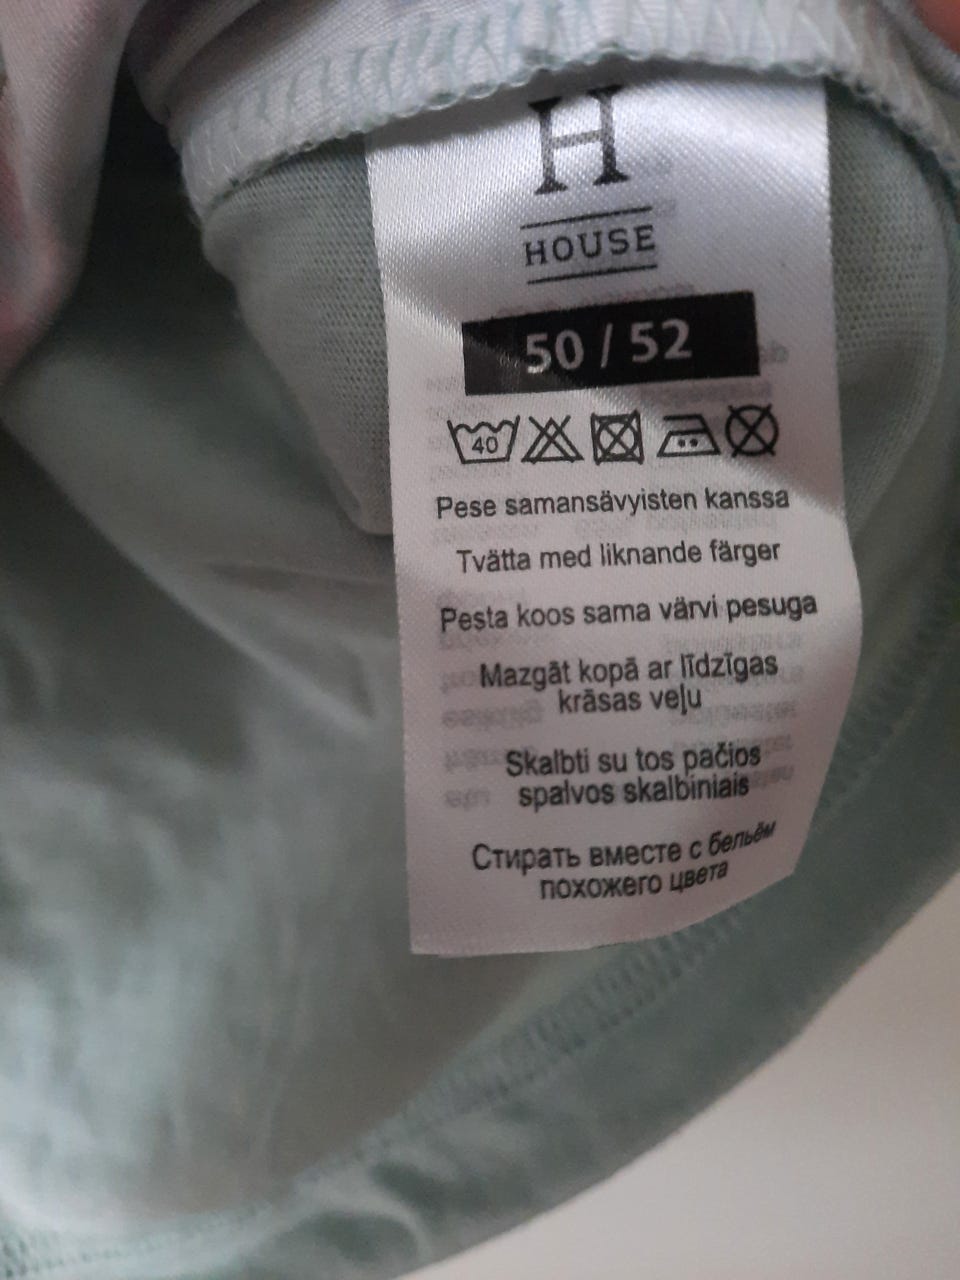 H
HOUSE
50 / 52
40
Pese samansävyisten kanssa
Tvätta med liknande färger
Pesta koos sama värvi pesuga
Mazgāt kopā ar līdzīgas
krāsas veļu
Skalbti su tos pačios
spalvos skalbiniais
Стирать вместе с бельём
похожего цвета